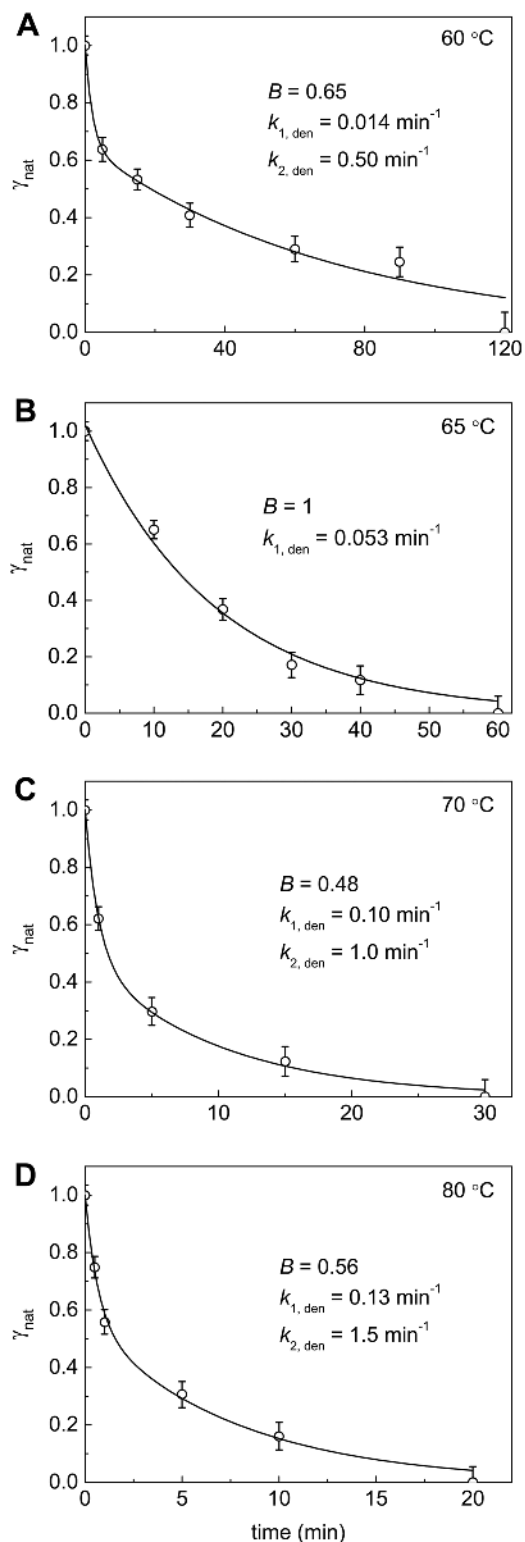 A
60 °C
B = 0.65
k1, den = 0.014 min-1
k2, den = 0.50 min-1
γnat
1.0
0.8
0.6
0.4
0.2
0.0
0 40 80 120
B
65 °C
B = 1
k1, den = 0.053 min-1
γnat
1.0
0.8
0.6
0.4
0.2
0.0
0 10 20 30 40 50 60
C
70 °C
B = 0.48
k1, den = 0.10 min-1
k2, den = 1.0 min-1
γnat
1.0
0.8
0.6
0.4
0.2
0.0
0 10 20 30
D
80 °C
B = 0.56
k1, den = 0.13 min-1
k2, den = 1.5 min-1
γnat
1.0
0.8
0.6
0.4
0.2
0.0
0 5 10 15 20
time (min)